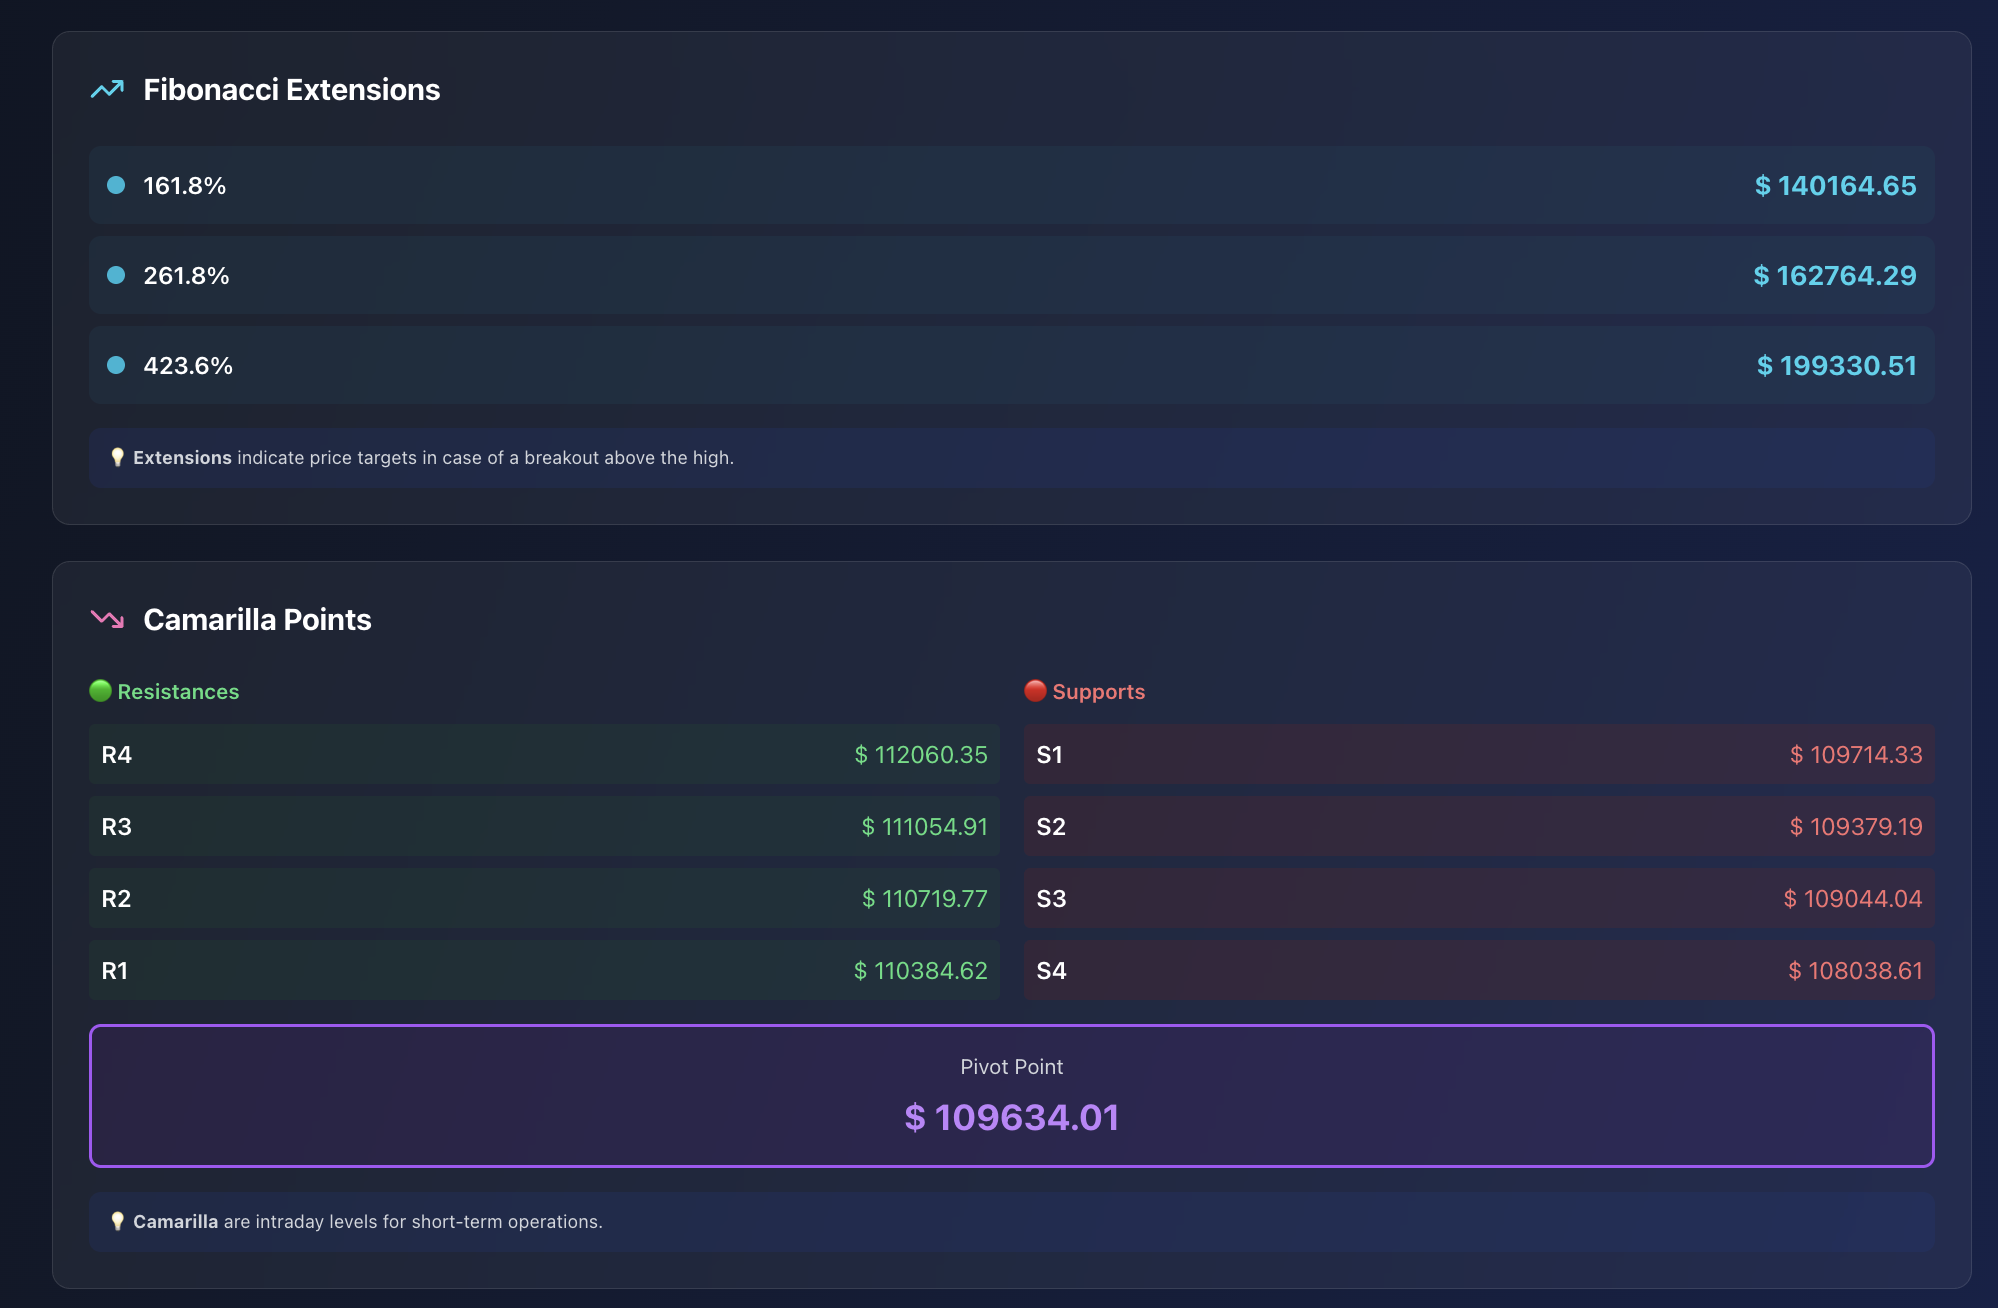 Fibonacci Extensions
161.8% $ 140164.65
261.8% $ 162764.29
423.6% $ 199330.51
Extensions indicate price targets in case of a breakout above the high.
Camarilla Points
Resistances
R4 $ 112060.35
R3 $ 111054.91
R2 $ 110719.77
R1 $ 110384.62
Supports
S1 $ 109714.33
S2 $ 109379.19
S3 $ 109044.04
S4 $ 108038.61
Pivot Point
$ 109634.01
Camarilla are intraday levels for short-term operations.